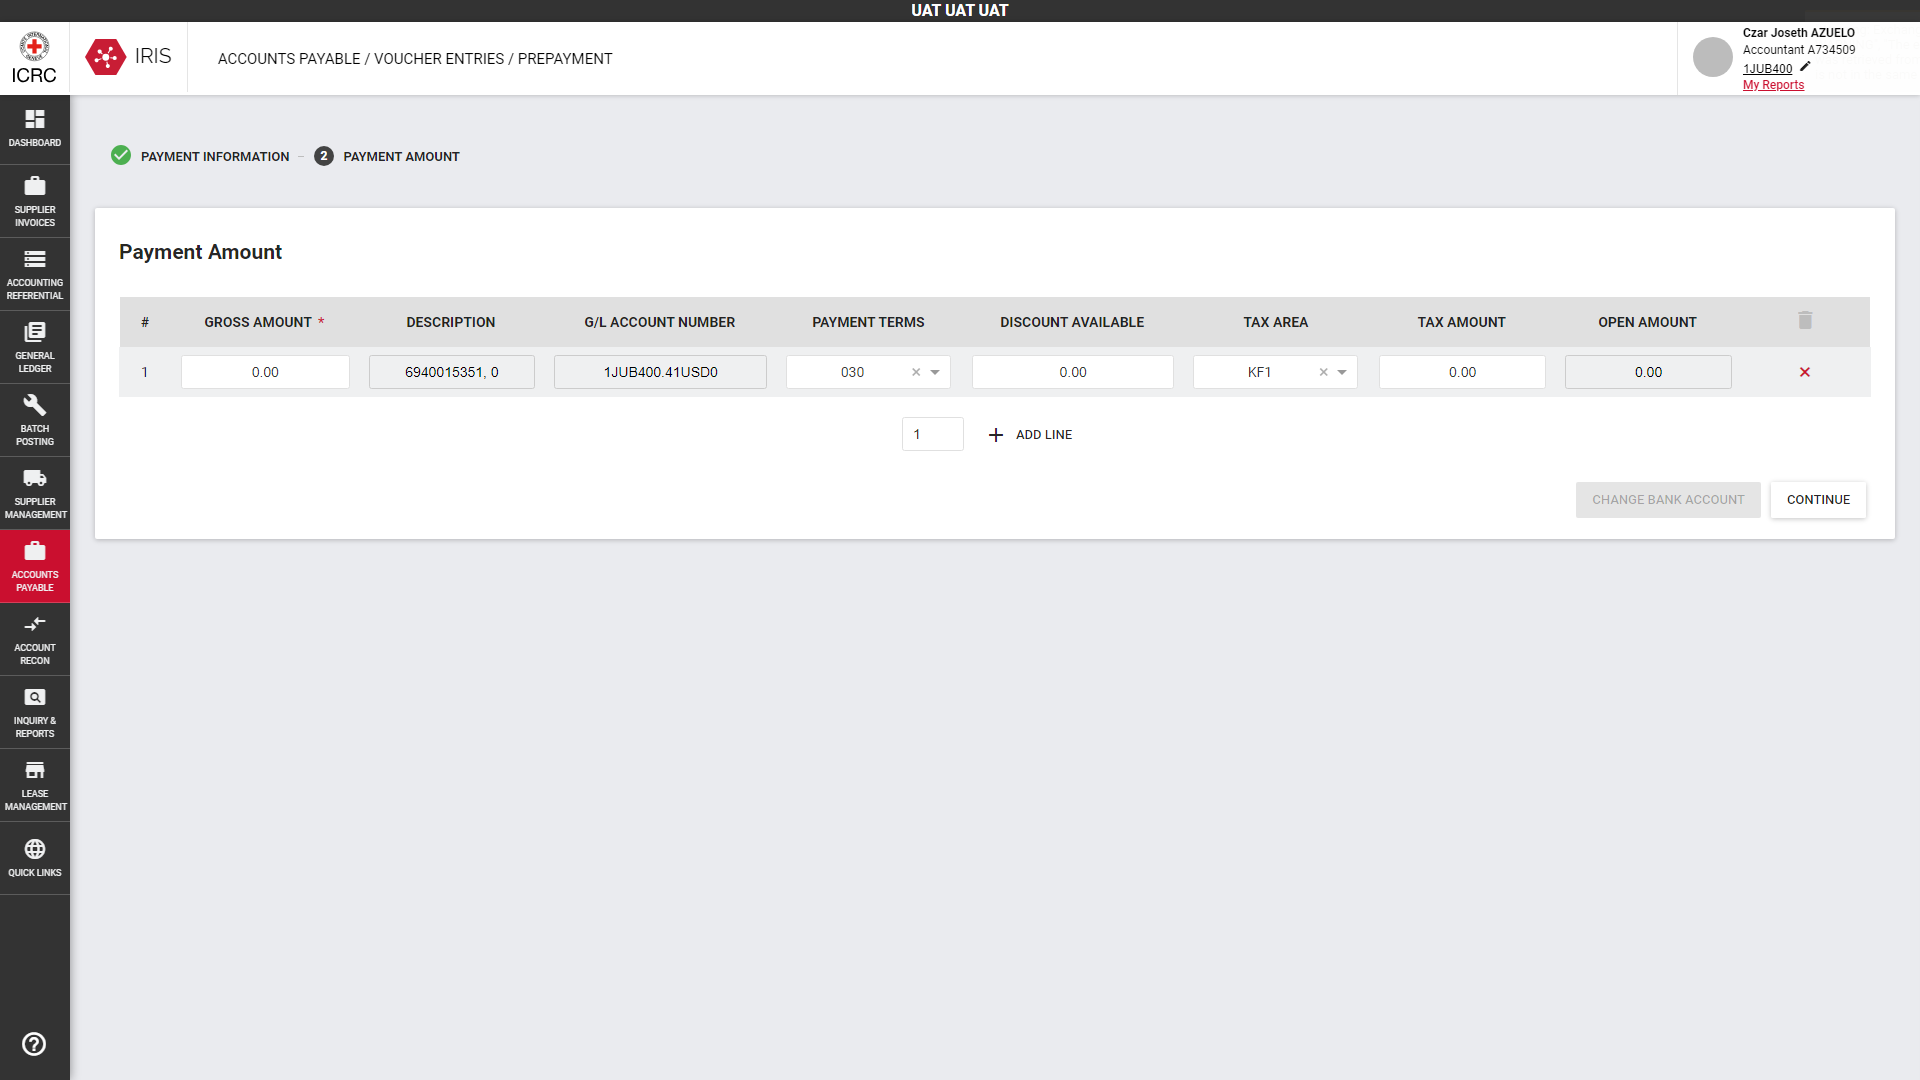 UAT UAT UAT
ICRC
IRIS
ACCOUNTS PAYABLE / VOUCHER ENTRIES / PREPAYMENT
Czar Joseth AZUELO
Accountant A734509
1JUB400
My Reports
DASHBOARD
SUPPLIER
INVOICES
ACCOUNTING
REFERENTIAL
GENERAL
LEDGER
BATCH
POSTING
SUPPLIER
MANAGEMENT
ACCOUNTS
PAYABLE
ACCOUNT
RECON
INQUIRY &
REPORTS
LEASE
MANAGEMENT
QUICK LINKS
PAYMENT INFORMATION
2 PAYMENT AMOUNT
Payment Amount
# GROSS AMOUNT * DESCRIPTION G/L ACCOUNT NUMBER PAYMENT TERMS DISCOUNT AVAILABLE TAX AREA TAX AMOUNT OPEN AMOUNT
1 0.00 6940015351, 0 1JUB400.41USD0 030 0.00 KF1 0.00 0.00
1 ADD LINE
CHANGE BANK ACCOUNT CONTINUE